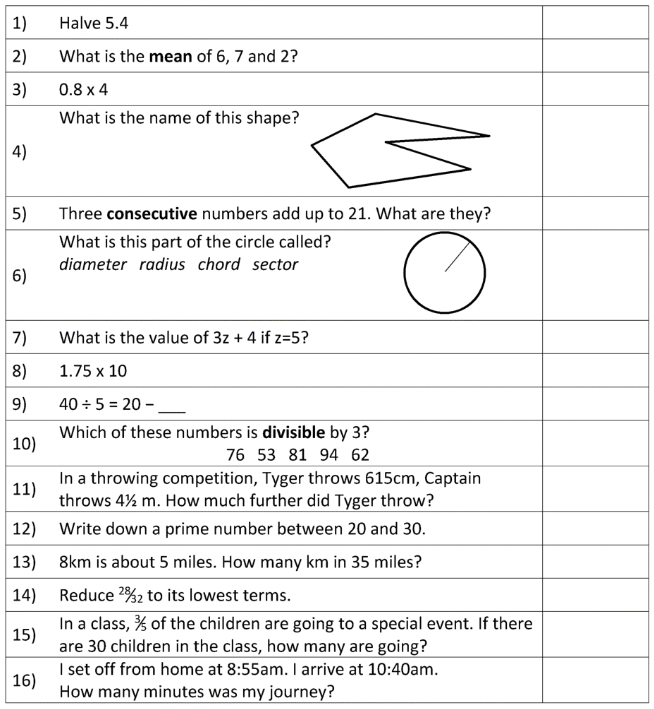 1) Halve 5.4
2) What is the mean of 6, 7 and 2?
3) 0.8 x 4
4) What is the name of this shape?
5) Three consecutive numbers add up to 21. What are they?
6) What is this part of the circle called?
diameter radius chord sector
7) What is the value of 3z + 4 if z=5?
8) 1.75 x 10
9) 40 ÷ 5 = 20 – ___
10) Which of these numbers is divisible by 3?
76 53 81 94 62
11) In a throwing competition, Tyger throws 615cm, Captain
throws 4½ m. How much further did Tyger throw?
12) Write down a prime number between 20 and 30.
13) 8km is about 5 miles. How many km in 35 miles?
14) Reduce ²⁸⁄₃₂ to its lowest terms.
15) In a class, ⅗ of the children are going to a special event. If there
are 30 children in the class, how many are going?
16) I set off from home at 8:55am. I arrive at 10:40am.
How many minutes was my journey?